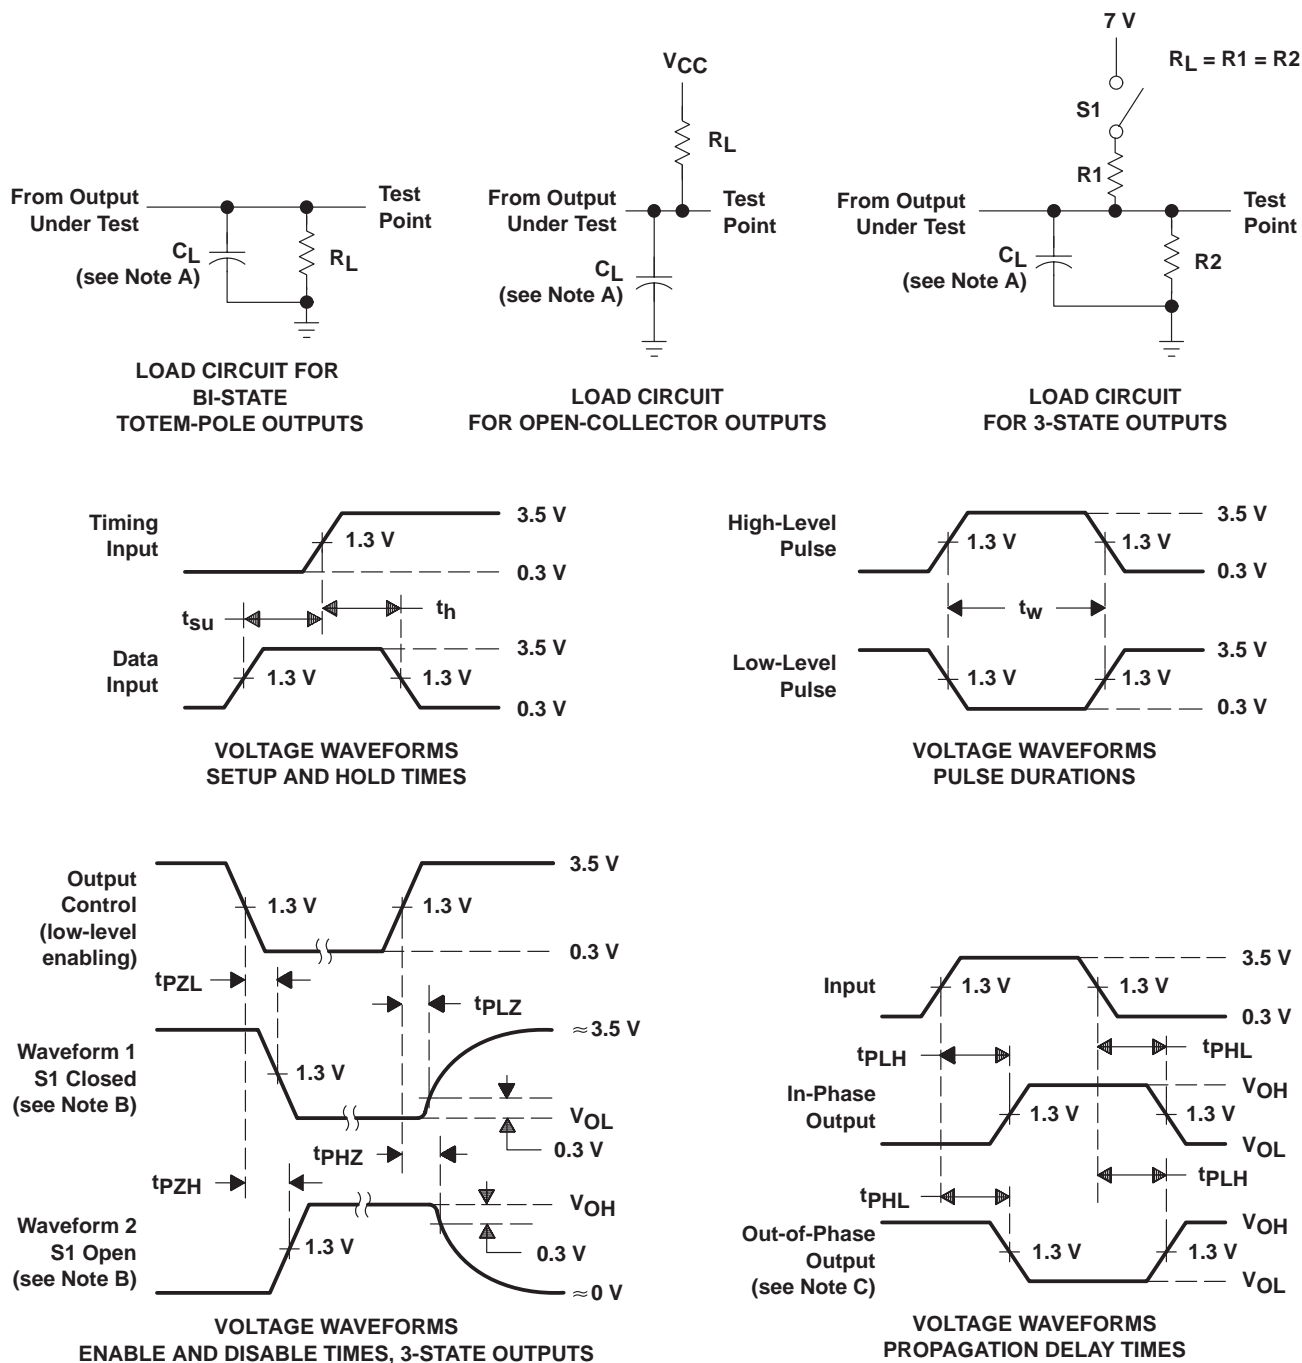 From Output
Under Test
Test
Point
CL
(see Note A)
RL
LOAD CIRCUIT FOR
BI-STATE
TOTEM-POLE OUTPUTS
VCC
RL
From Output
Under Test
Test
Point
CL
(see Note A)
LOAD CIRCUIT
FOR OPEN-COLLECTOR OUTPUTS
7 V
RL = R1 = R2
S1
R1
From Output
Under Test
Test
Point
CL
(see Note A)
R2
LOAD CIRCUIT
FOR 3-STATE OUTPUTS
Timing
Input
1.3 V
3.5 V
0.3 V
tsu
th
Data
Input
1.3 V
1.3 V
3.5 V
0.3 V
VOLTAGE WAVEFORMS
SETUP AND HOLD TIMES
High-Level
Pulse
1.3 V
1.3 V
3.5 V
0.3 V
tw
Low-Level
Pulse
1.3 V
1.3 V
3.5 V
0.3 V
VOLTAGE WAVEFORMS
PULSE DURATIONS
Output
Control
(low-level
enabling)
1.3 V
1.3 V
3.5 V
0.3 V
tPZL
tPLZ
Waveform 1
S1 Closed
(see Note B)
1.3 V
≈3.5 V
VOL
0.3 V
tPZH
tPHZ
Waveform 2
S1 Open
(see Note B)
1.3 V
VOH
0.3 V
≈0 V
VOLTAGE WAVEFORMS
ENABLE AND DISABLE TIMES, 3-STATE OUTPUTS
Input
1.3 V
1.3 V
3.5 V
0.3 V
tPLH
tPHL
In-Phase
Output
1.3 V
1.3 V
VOH
VOL
tPHL
tPLH
Out-of-Phase
Output
(see Note C)
1.3 V
1.3 V
VOH
VOL
VOLTAGE WAVEFORMS
PROPAGATION DELAY TIMES